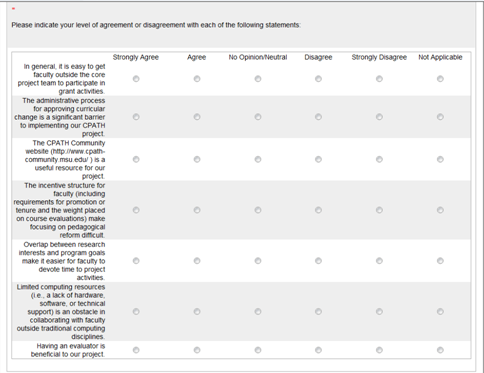 *
Please indicate your level of agreement or disagreement with each of the following statements:
Strongly Agree Agree No Opinion/Neutral Disagree Strongly Disagree Not Applicable
In general, it is easy to get
faculty outside the core
project team to participate in
grant activities.
The administrative process
for approving curricular
change is a significant barrier
to implementing our CPATH
project.
The CPATH Community
website (http://www.cpath-
community.msu.edu/ ) is a
useful resource for our
project.
The incentive structure for
faculty (including
requirements for promotion or
tenure and the weight placed
on course evaluations) make
focusing on pedagogical
reform difficult.
Overlap between research
interests and program goals
make it easier for faculty to
devote time to project
activities.
Limited computing resources
(i.e., a lack of hardware,
software, or technical
support) is an obstacle in
collaborating with faculty
outside traditional computing
disciplines.
Having an evaluator is
beneficial to our project.